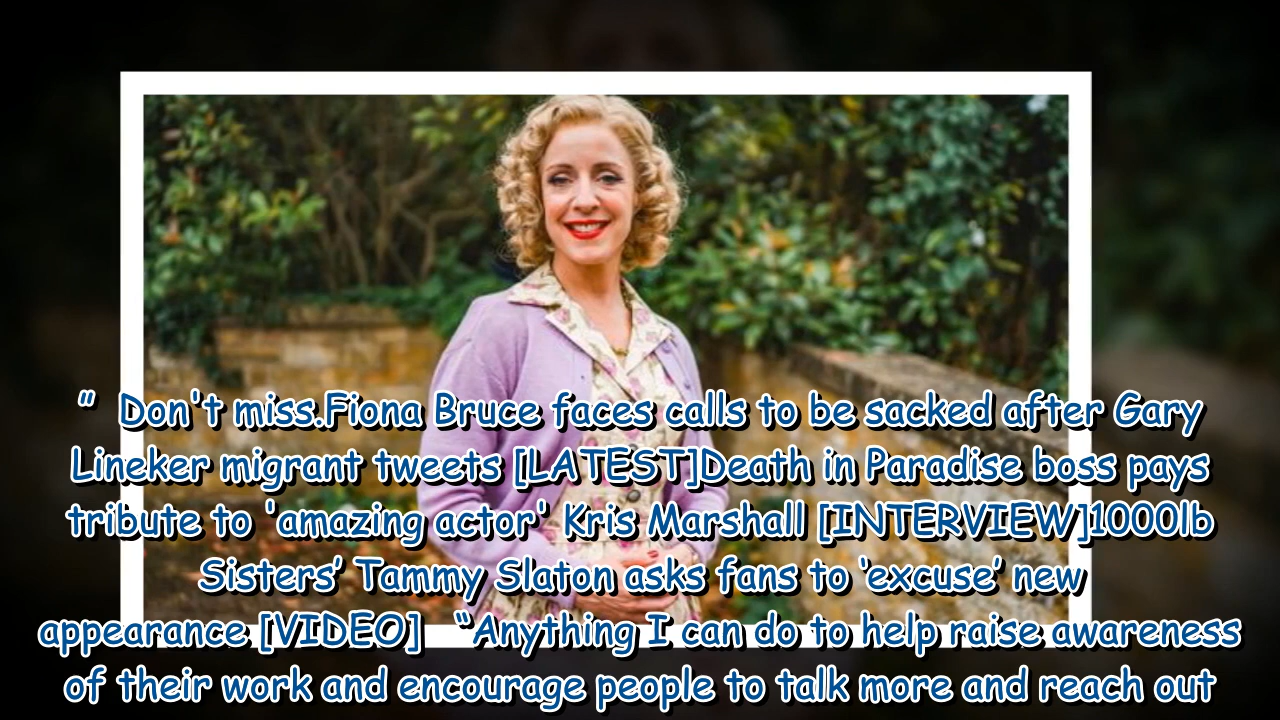 ” Don't miss.Fiona Bruce faces calls to be sacked after Gary
Lineker migrant tweets [LATEST]Death in Paradise boss pays
tribute to 'amazing actor' Kris Marshall [INTERVIEW]1000lb
Sisters’ Tammy Slaton asks fans to ‘excuse’ new
appearance [VIDEO] “Anything I can do to help raise awareness
of their work and encourage people to talk more and reach out